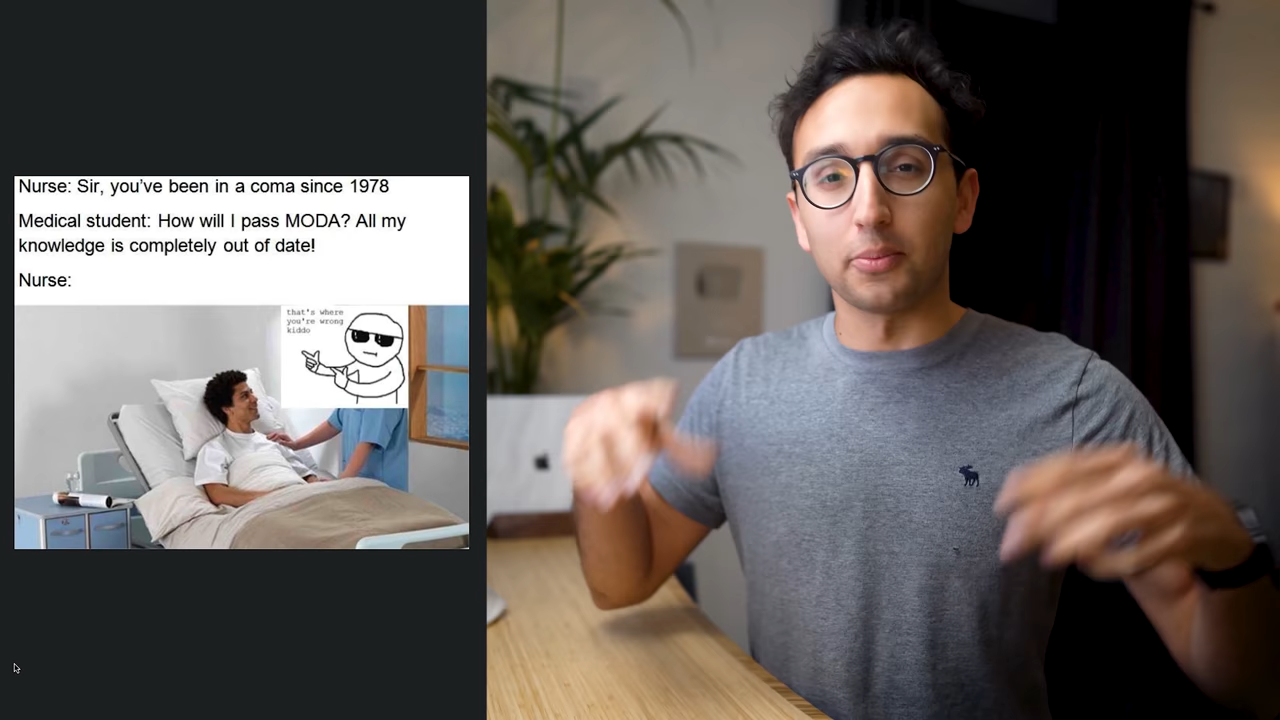 Nurse: Sir, you’ve been in a coma since 1978
Medical student: How will I pass MODA? All my
knowledge is completely out of date!
Nurse:
that's where
you're wrong
kiddo